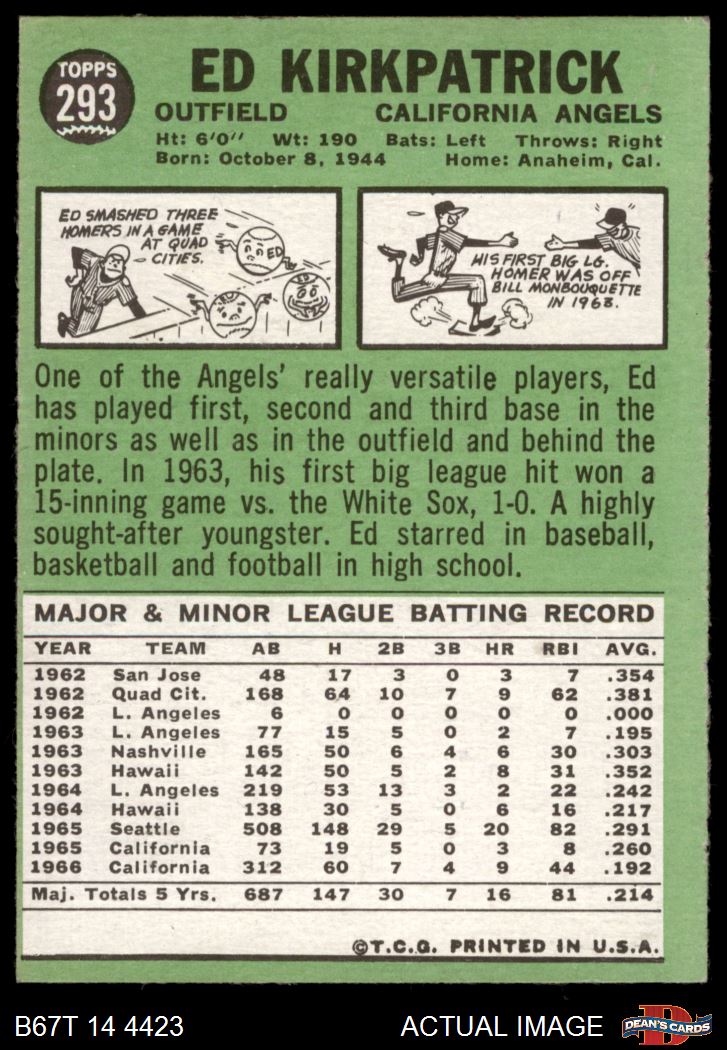 TOPPS
293
ED KIRKPATRICK
OUTFIELD CALIFORNIA ANGELS
Ht: 6'0" Wt: 190 Bats: Left Throws: Right
Born: October 8, 1944 Home: Anaheim, Cal.
ED SMASHED THREE
HOMERS IN A GAME
AT QUAD
CITIES.
ED
HIS FIRST BIG LG.
HOMER WAS OFF
BILL MONBOUQUETTE
IN 1963.
One of the Angels' really versatile players, Ed
has played first, second and third base in the
minors as well as in the outfield and behind the
plate. In 1963, his first big league hit won a
15-inning game vs. the White Sox, 1-0. A highly
sought-after youngster. Ed starred in baseball,
basketball and football in high school.
MAJOR & MINOR LEAGUE BATTING RECORD
YEAR TEAM AB H 2B 3B HR RBI AVG.
1962 San Jose 48 17 3 0 3 7 .354
1962 Quad Cit. 168 64 10 7 9 62 .381
1962 L. Angeles 6 0 0 0 0 0 .000
1963 L. Angeles 77 15 5 0 2 7 .195
1963 Nashville 165 50 6 4 6 30 .303
1963 Hawaii 142 50 5 2 8 31 .352
1964 L. Angeles 219 53 13 3 2 22 .242
1964 Hawaii 138 30 5 0 6 16 .217
1965 Seattle 508 148 29 5 20 82 .291
1965 California 73 19 5 0 3 8 .260
1966 California 312 60 7 4 9 44 .192
Maj. Totals 5 Yrs. 687 147 30 7 16 81 .214
©T.C.G. PRINTED IN U.S.A.
B67T 14 4423 ACTUAL IMAGE
D
DEAN'S CARDS